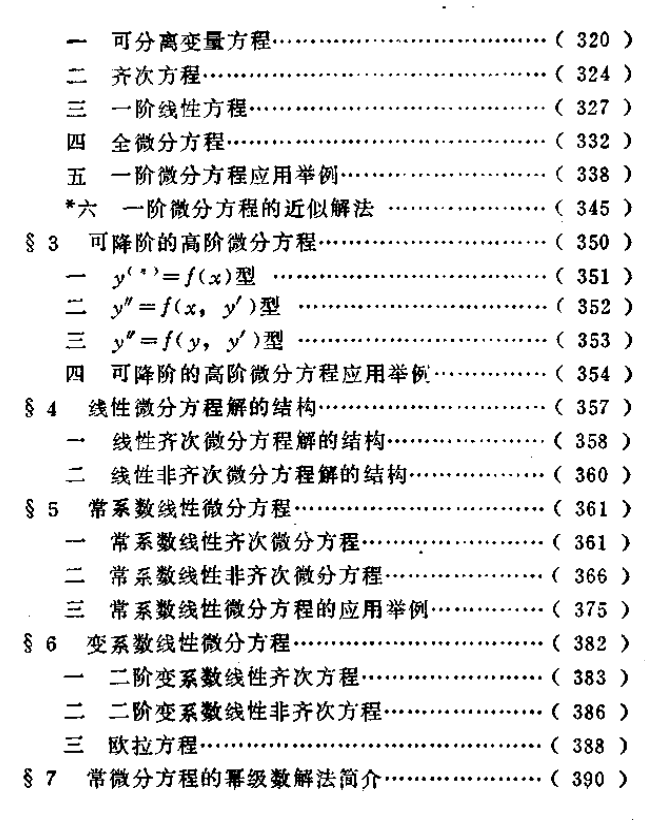 一 可分离变量方程……………………………( 320 )
二 齐次方程……………………………………( 324 )
三 一阶线性方程………………………………( 327 )
四 全微分方程…………………………………( 332 )
五 一阶微分方程应用举例……………………( 338 )
*六 一阶微分方程的近似解法 ………………( 345 )
§ 3 可降阶的高阶微分方程………………………( 350 )
一 y⁽ⁿ⁾=f(x)型 ……………………………( 351 )
二 y″=f(x, y′)型 …………………………( 352 )
三 y″=f(y, y′)型 …………………………( 353 )
四 可降阶的高阶微分方程应用举例…………( 354 )
§ 4 线性微分方程解的结构………………………( 357 )
一 线性齐次微分方程解的结构………………( 358 )
二 线性非齐次微分方程解的结构……………( 360 )
§ 5 常系数线性微分方程…………………………( 361 )
一 常系数线性齐次微分方程…………………( 361 )
二 常系数线性非齐次微分方程………………( 366 )
三 常系数线性微分方程的应用举例…………( 375 )
§ 6 变系数线性微分方程…………………………( 382 )
一 二阶变系数线性齐次方程…………………( 383 )
二 二阶变系数线性非齐次方程………………( 386 )
三 欧拉方程……………………………………( 388 )
§ 7 常微分方程的幂级数解法简介………………( 390 )